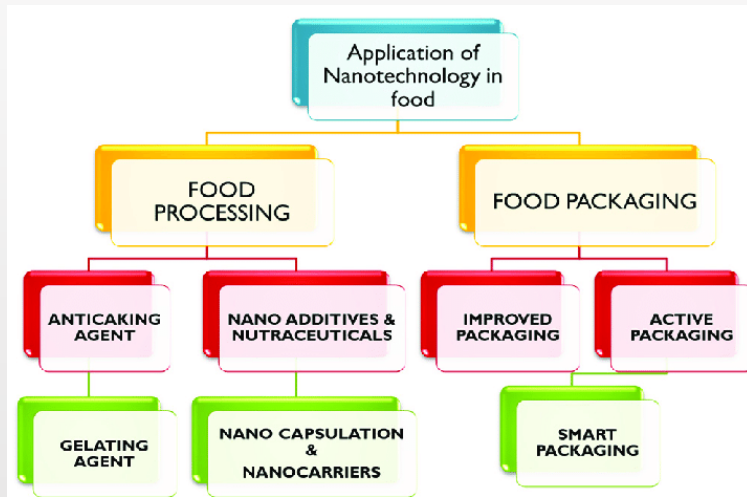 Application of
Nanotechnology in
food
FOOD
PROCESSING
FOOD PACKAGING
ANTICAKING
AGENT
NANO ADDITIVES &
NUTRACEUTICALS
IMPROVED
PACKAGING
ACTIVE
PACKAGING
GELATING
AGENT
NANO CAPSULATION
&
NANOCARRIERS
SMART
PACKAGING